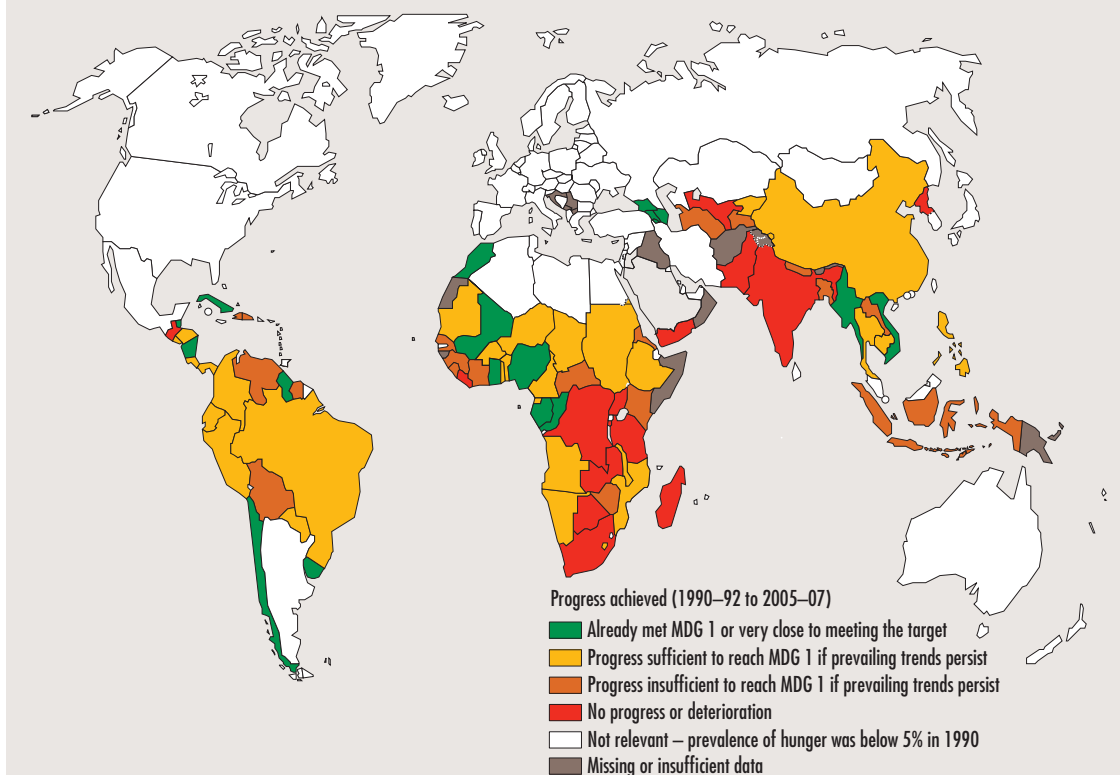 Progress achieved (1990–92 to 2005–07)
Already met MDG 1 or very close to meeting the target
Progress sufficient to reach MDG 1 if prevailing trends persist
Progress insufficient to reach MDG 1 if prevailing trends persist
No progress or deterioration
Not relevant – prevalence of hunger was below 5% in 1990
Missing or insufficient data